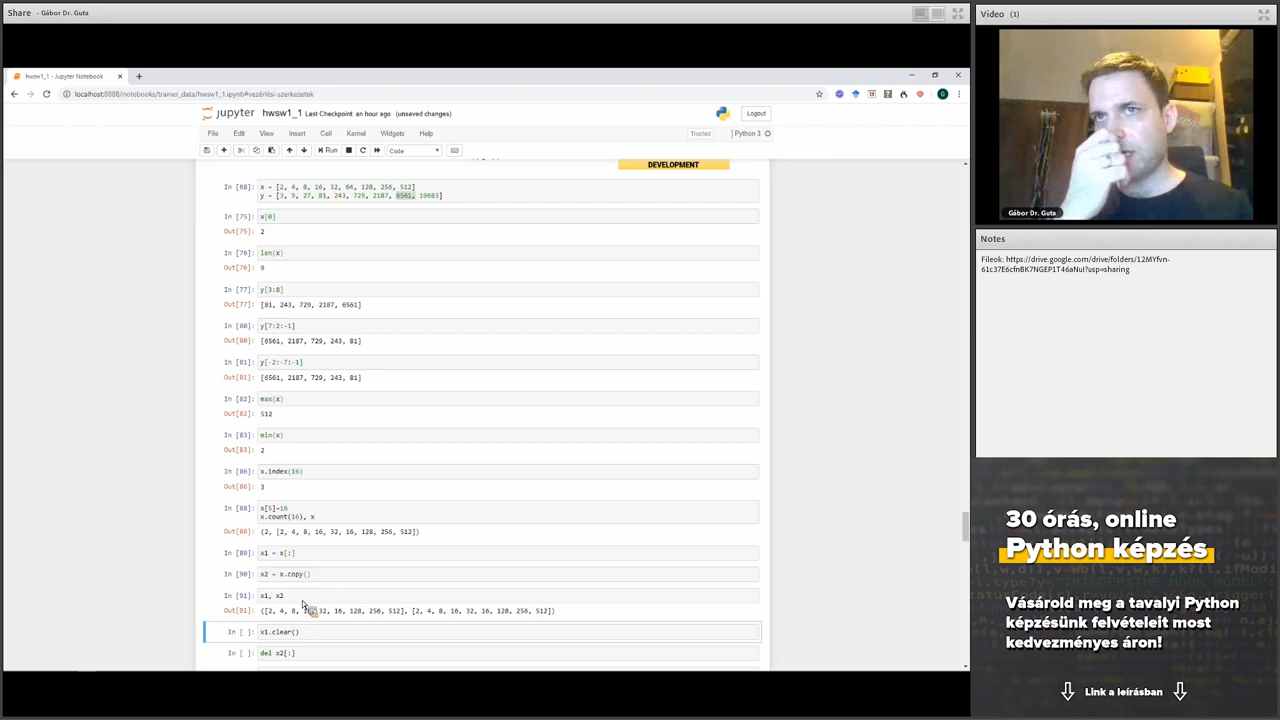 Share - Gábor Dr. Guta
hwsw1_1 - Jupyter Notebook
localhost:8888/notebooks/trainer_data/hwsw1_1.ipynb#vezérlési-szerkezetek
jupyter hwsw1_1 Last Checkpoint: an hour ago (unsaved changes)
Logout
File Edit View Insert Cell Kernel Widgets Help
Trusted
Python 3
Run
Code
DEVELOPMENT
In [68]: x = [2, 4, 8, 16, 32, 64, 128, 256, 512]
y = [3, 9, 27, 81, 243, 729, 2187, 6561, 19683]
In [75]: x[0]
Out[75]: 2
In [76]: len(x)
Out[76]: 9
In [77]: y[3:8]
Out[77]: [81, 243, 729, 2187, 6561]
In [80]: y[7:2:-1]
Out[80]: [6561, 2187, 729, 243, 81]
In [81]: y[-2:-7:-1]
Out[81]: [6561, 2187, 729, 243, 81]
In [82]: max(x)
Out[82]: 512
In [83]: min(x)
Out[83]: 2
In [86]: x.index(16)
Out[86]: 3
In [88]: x[5]=16
x.count(16), x
Out[88]: (2, [2, 4, 8, 16, 32, 16, 128, 256, 512])
In [89]: x1 = x[:]
In [90]: x2 = x.copy()
In [91]: x1, x2
Out[91]: ([2, 4, 8, 32, 16, 128, 256, 512], [2, 4, 8, 16, 32, 16, 128, 256, 512])
In [ ]: x1.clear()
In [ ]: del x2[:]
Video (1)
Gábor Dr. Guta
Notes
Fileok: https://drive.google.com/drive/folders/12MYfvn-
61c37E6cfnBK7NGEP1T46aNuI?usp=sharing
30 órás, online
Python képzés
Vásárold meg a tavalyi Python
képzésünk felvételeit most
kedvezményes áron!
Link a leírásban